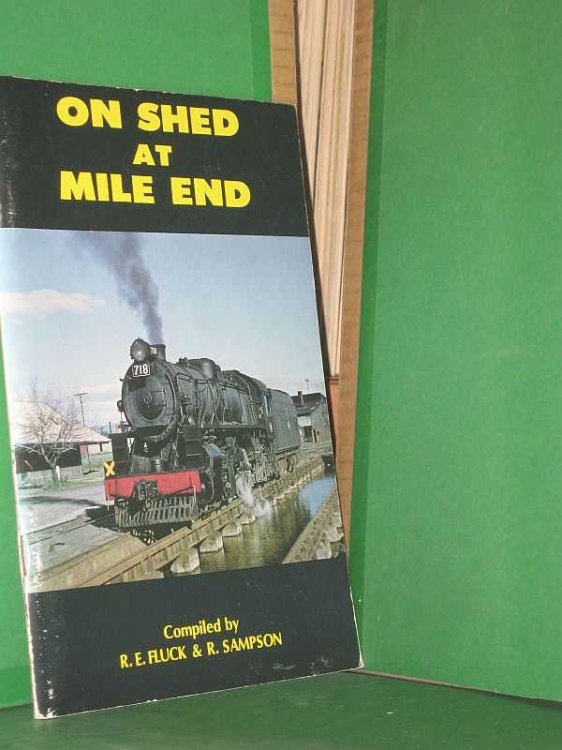 ON SHED
AT
MILE END
718
X
Compiled by
R. E. FLUCK & R. SAMPSON